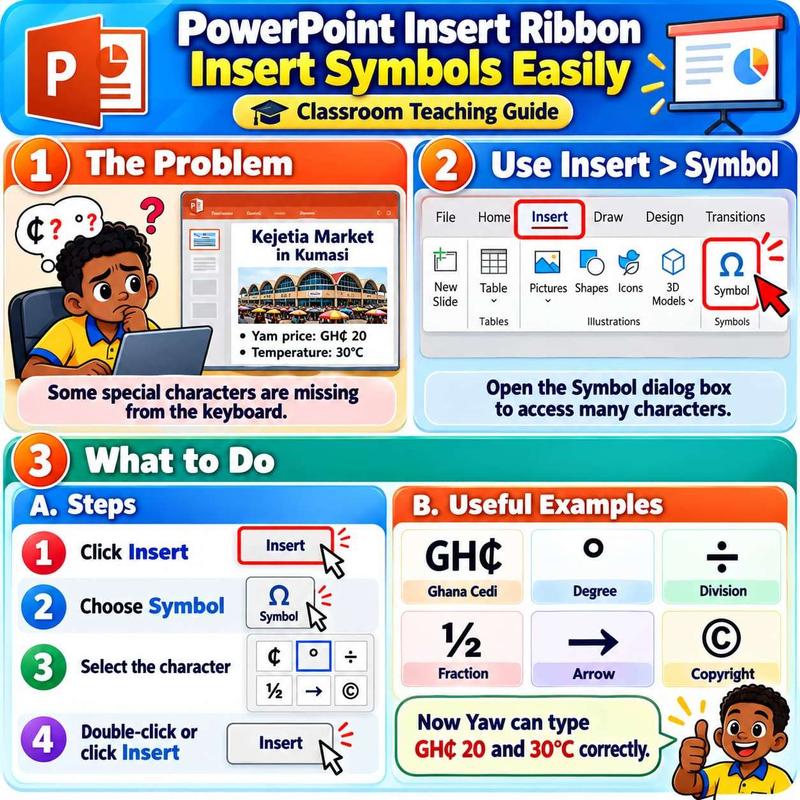 P
PowerPoint Insert Ribbon
Insert Symbols Easily
Classroom Teaching Guide
1 The Problem
₵ ? ° ?
?
Kejetia Market
in Kumasi
• Yam price: GH₵ 20
• Temperature: 30°C
Some special characters are missing
from the keyboard.
2 Use Insert > Symbol
File Home Insert Draw Design Transitions
New
Slide
Table
Tables
Pictures Shapes Icons 3D
Models
Illustrations
Ω
Symbol
Symbols
Open the Symbol dialog box
to access many characters.
3 What to Do
A. Steps
1 Click Insert
Insert
2 Choose Symbol
Ω
Symbol
3 Select the character
₵ ° ÷
½ → ©
4 Double-click or
click Insert
Insert
B. Useful Examples
GH₵
Ghana Cedi
°
Degree
÷
Division
½
Fraction
→
Arrow
©
Copyright
Now Yaw can type
GH₵ 20 and 30°C correctly.